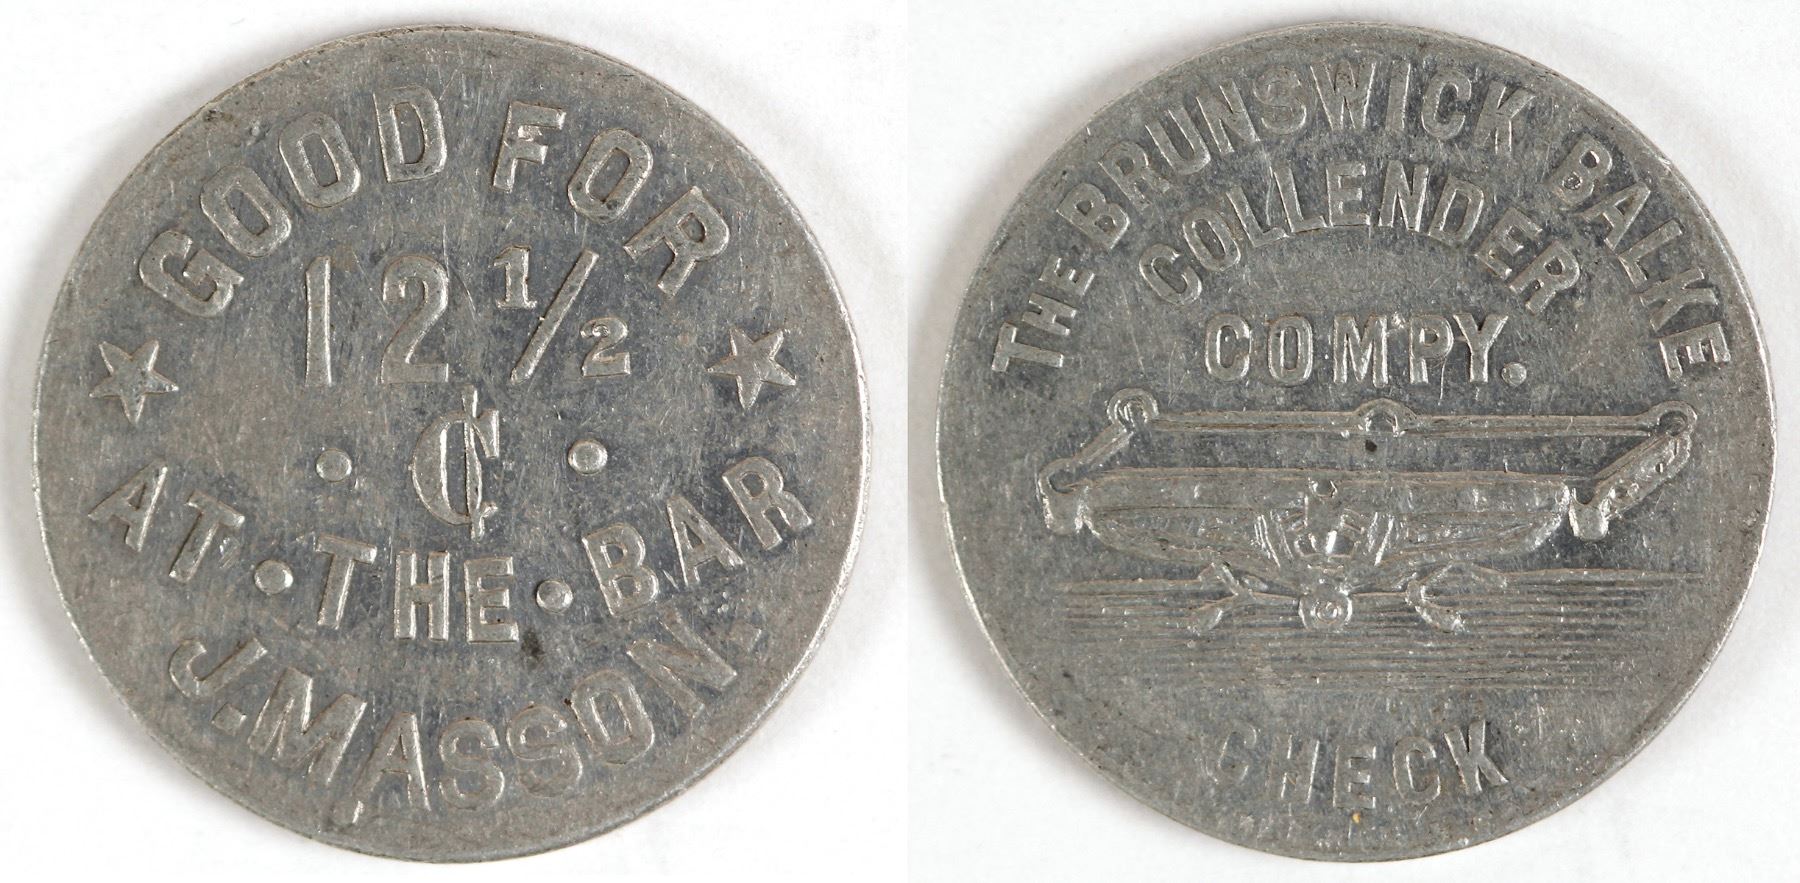 GOOD FOR
12 1/2
¢
AT·THE·BAR
J. MASSON.
THE BRUNSWICK BALKE
COLLENDER
COMPY.
CHECK